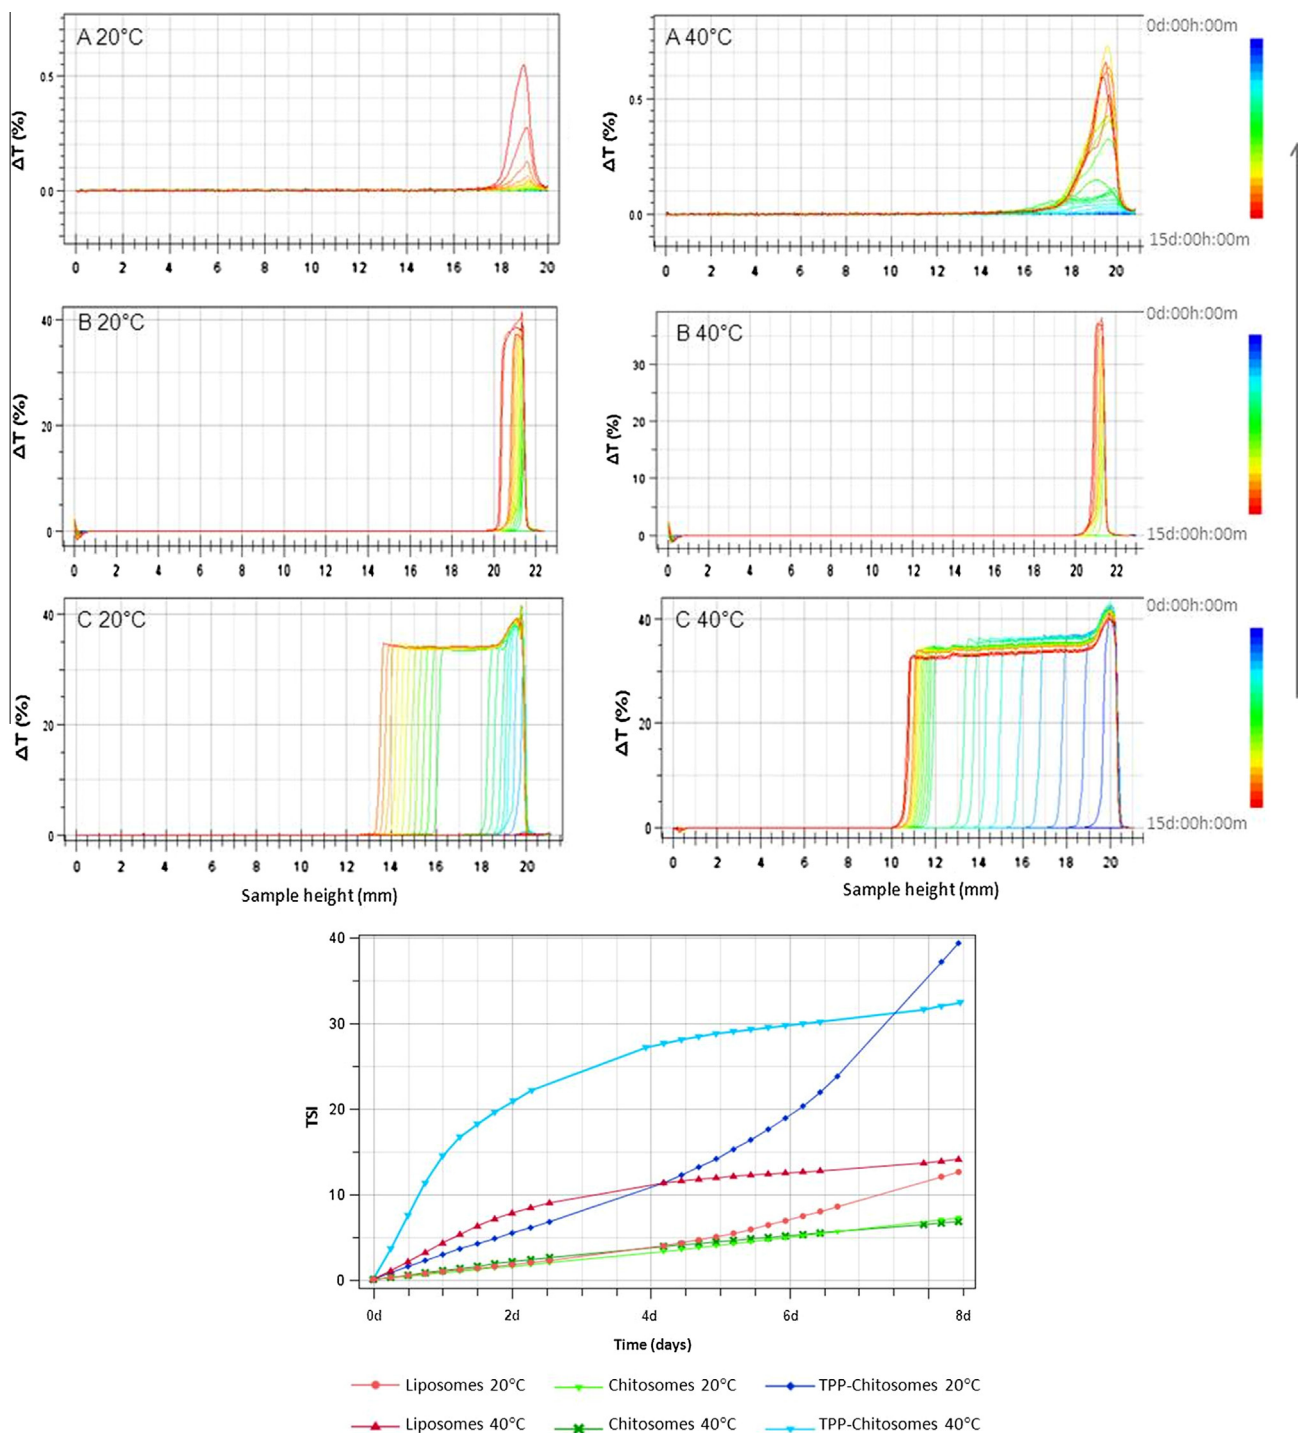 A 20°C
A 40°C
0d:00h:00m
ΔT (%)
0.5
0.0
0 2 4 6 8 10 12 14 16 18 20
ΔT (%)
0.5
0.0
0 2 4 6 8 10 12 14 16 18 20
15d:00h:00m
B 20°C
B 40°C
0d:00h:00m
ΔT (%)
40
20
0
0 2 4 6 8 10 12 14 16 18 20 22
ΔT (%)
30
20
10
0
0 2 4 6 8 10 12 14 16 18 20 22
15d:00h:00m
C 20°C
C 40°C
0d:00h:00m
ΔT (%)
40
20
0
0 2 4 6 8 10 12 14 16 18 20
Sample height (mm)
ΔT (%)
40
20
0
0 2 4 6 8 10 12 14 16 18 20
Sample height (mm)
15d:00h:00m
TSI
40
30
20
10
0
0d 2d 4d 6d 8d
Time (days)
Liposomes 20°C Chitosomes 20°C TPP-Chitosomes 20°C
Liposomes 40°C Chitosomes 40°C TPP-Chitosomes 40°C